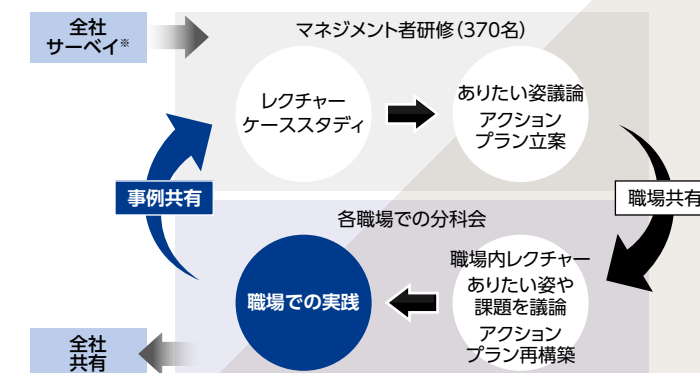 全社
サーベイ※
マネジメント者研修(370名)
レクチャー
ケーススタディ
ありたい姿議論
アクション
プラン立案
事例共有
職場共有
各職場での分科会
職場での実践
職場内レクチャー
ありたい姿や
課題を議論
アクション
プラン再構築
全社
共有